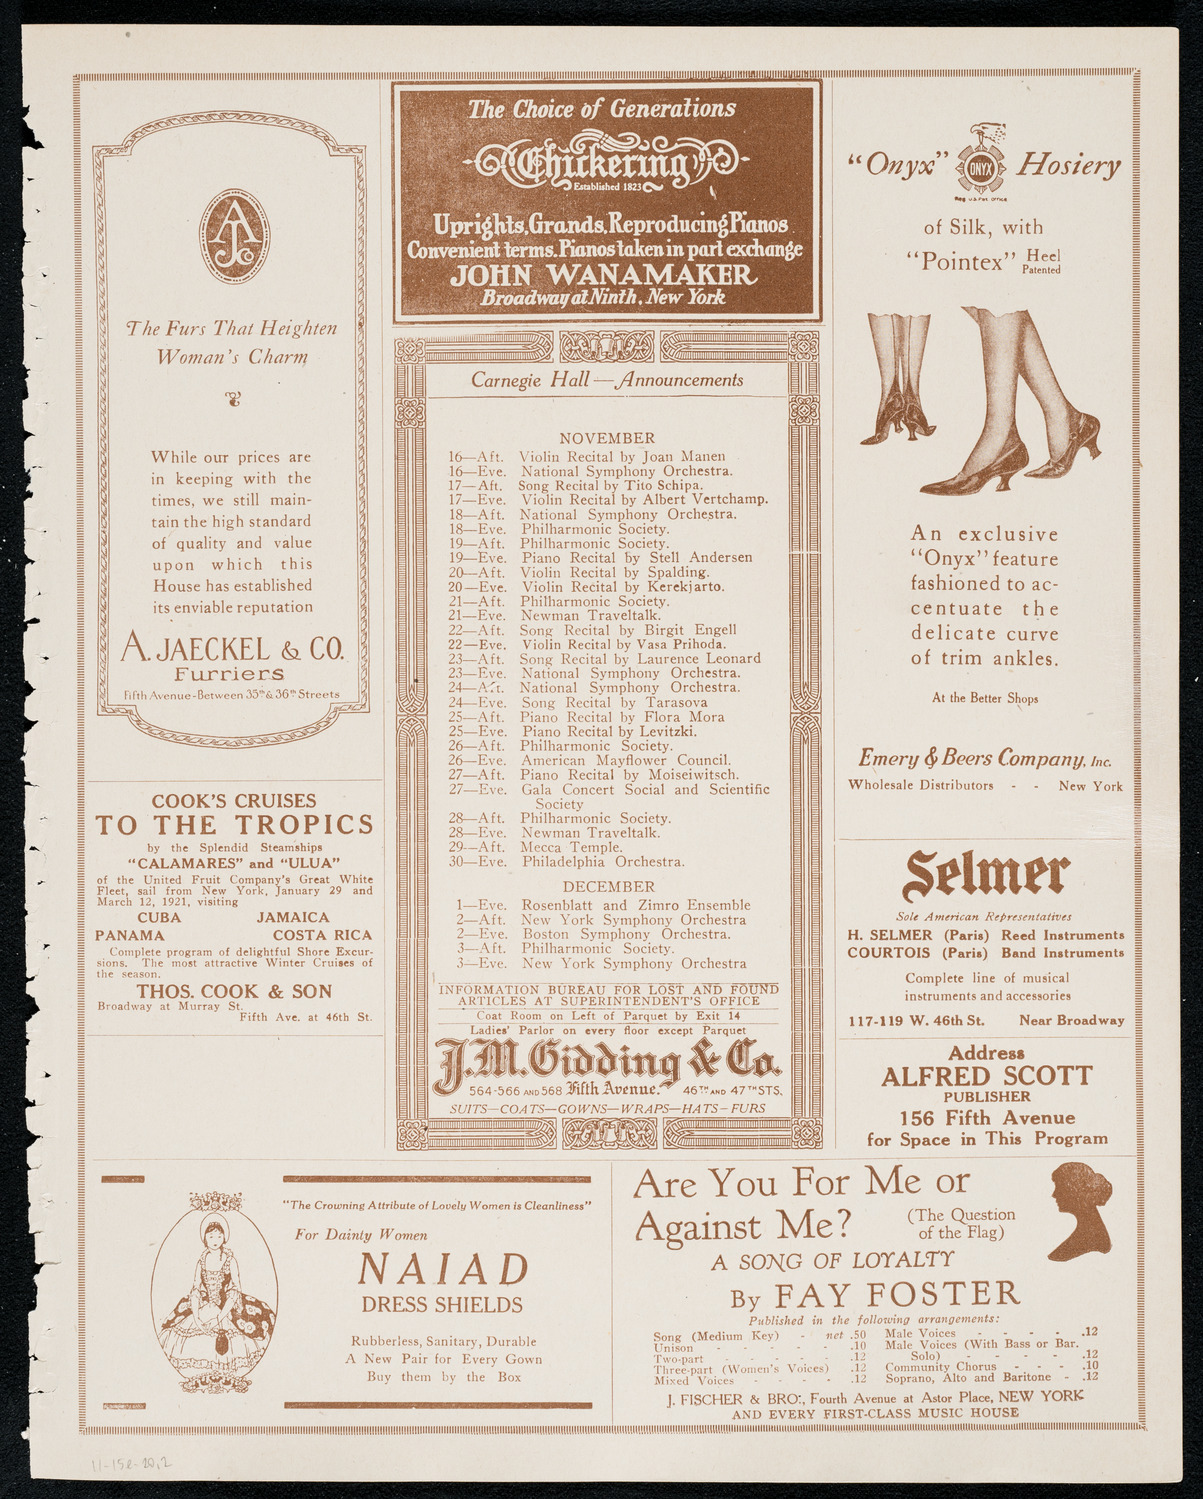 AJCo
The Furs That Heighten
Woman's Charm
While our prices are
in keeping with the
times, we still main-
tain the high standard
of quality and value
upon which this
House has established
its enviable reputation
A. JAECKEL & CO.
Furriers
Fifth Avenue-Between 35th & 36th Streets
COOK'S CRUISES
TO THE TROPICS
by the Splendid Steamships
"CALAMARES" and "ULUA"
of the United Fruit Company's Great White
Fleet, sail from New York, January 29 and
March 12, 1921, visiting
CUBA JAMAICA
PANAMA COSTA RICA
Complete program of delightful Shore Excur-
sions. The most attractive Winter Cruises of
the season.
THOS. COOK & SON
Broadway at Murray St.
Fifth Ave. at 46th St.
The Choice of Generations
Chickering
Established 1823
Uprights, Grands, Reproducing Pianos
Convenient terms. Pianos taken in part exchange
JOHN WANAMAKER
Broadway at Ninth, New York
Carnegie Hall—Announcements
NOVEMBER
16—Aft. Violin Recital by Joan Manen
16—Eve. National Symphony Orchestra.
17—Aft. Song Recital by Tito Schipa.
17—Eve. Violin Recital by Albert Vertchamp.
18—Aft. National Symphony Orchestra.
18—Eve. Philharmonic Society.
19—Aft. Philharmonic Society.
19—Eve. Piano Recital by Stell Andersen
20—Aft. Violin Recital by Spalding.
20—Eve. Violin Recital by Kerekjarto.
21—Aft. Philharmonic Society.
21—Eve. Newman Traveltalk.
22—Aft. Song Recital by Birgit Engell
22—Eve. Violin Recital by Vasa Prihoda.
23—Aft. Song Recital by Laurence Leonard
23—Eve. National Symphony Orchestra.
24—Aft. National Symphony Orchestra.
24—Eve. Song Recital by Tarasova
25—Aft. Piano Recital by Flora Mora
25—Eve. Piano Recital by Levitzki.
26—Aft. Philharmonic Society.
26—Eve. American Mayflower Council.
27—Aft. Piano Recital by Moiseiwitsch.
27—Eve. Gala Concert Social and Scientific
Society
28—Aft. Philharmonic Society.
28—Eve. Newman Traveltalk.
29—Aft. Mecca Temple.
30—Eve. Philadelphia Orchestra.
DECEMBER
1—Eve. Rosenblatt and Zimro Ensemble
2—Aft. New York Symphony Orchestra
2—Eve. Boston Symphony Orchestra.
3—Aft. Philharmonic Society.
3—Eve. New York Symphony Orchestra
INFORMATION BUREAU FOR LOST AND FOUND
ARTICLES AT SUPERINTENDENT'S OFFICE
Coat Room on Left of Parquet by Exit 14
Ladies' Parlor on every floor except Parquet
J.M. Gidding & Co.
564-566 AND 568 Fifth Avenue. 46TH AND 47TH STS.
SUITS—COATS—GOWNS—WRAPS—HATS—FURS
"Onyx" ONYX Hosiery
Reg U.S. Pat. Office
of Silk, with
"Pointex" Heel
Patented
An exclusive
"Onyx" feature
fashioned to ac-
centuate the
delicate curve
of trim ankles.
At the Better Shops
Emery & Beers Company, Inc.
Wholesale Distributors - - New York
Selmer
Sole American Representatives
H. SELMER (Paris) Reed Instruments
COURTOIS (Paris) Band Instruments
Complete line of musical
instruments and accessories
117-119 W. 46th St. Near Broadway
Address
ALFRED SCOTT
PUBLISHER
156 Fifth Avenue
for Space in This Program
"The Crowning Attribute of Lovely Women is Cleanliness"
For Dainty Women
NAIAD
DRESS SHIELDS
Rubberless, Sanitary, Durable
A New Pair for Every Gown
Buy them by the Box
Are You For Me or
Against Me? (The Question
of the Flag)
A SONG OF LOYALTY
By FAY FOSTER
Published in the following arrangements:
Song (Medium Key) - net .50
Unison - - - - - - .10
Two-part - - - - - .12
Three-part (Women's Voices) .12
Mixed Voices - - - - .12
Male Voices - - - - .12
Male Voices (With Bass or Bar.
Solo) - - - - - .12
Community Chorus - - - .10
Soprano, Alto and Baritone - .12
J. FISCHER & BRO., Fourth Avenue at Astor Place, NEW YORK
AND EVERY FIRST-CLASS MUSIC HOUSE
11-15e-20,2